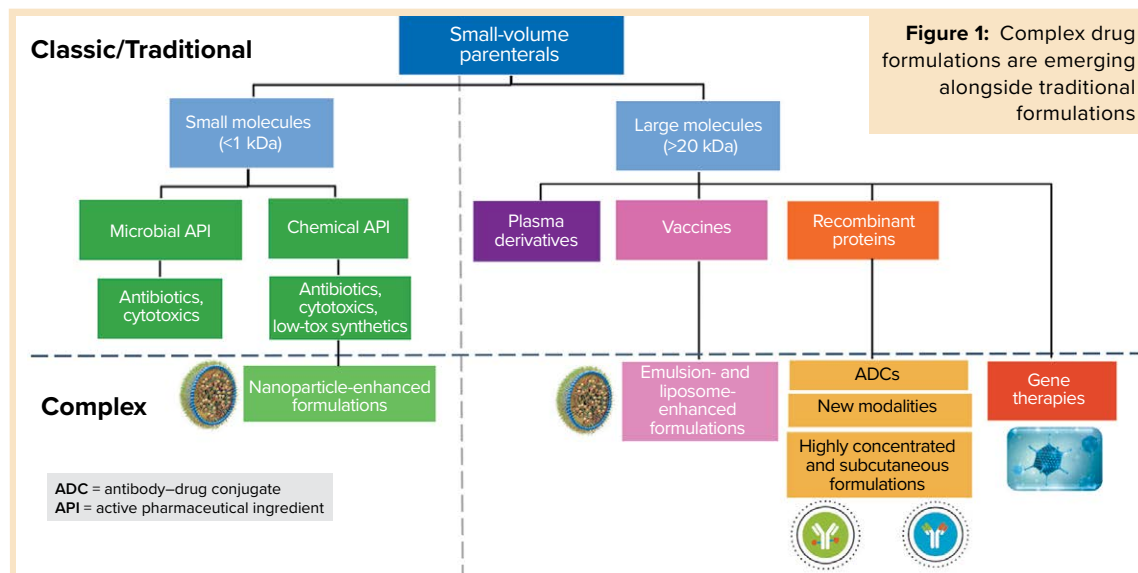 Classic/Traditional
Small-volume
parenterals
Figure 1: Complex drug
formulations are emerging
alongside traditional
formulations
Small molecules
(<1 kDa)
Large molecules
(>20 kDa)
Microbial API
Chemical API
Plasma
derivatives
Vaccines
Recombinant
proteins
Antibiotics,
cytotoxics
Antibiotics,
cytotoxics,
low-tox synthetics
Complex
Nanoparticle-enhanced
formulations
Emulsion- and
liposome-
enhanced
formulations
ADCs
New modalities
Highly concentrated
and subcutaneous
formulations
Gene
therapies
ADC = antibody–drug conjugate
API = active pharmaceutical ingredient